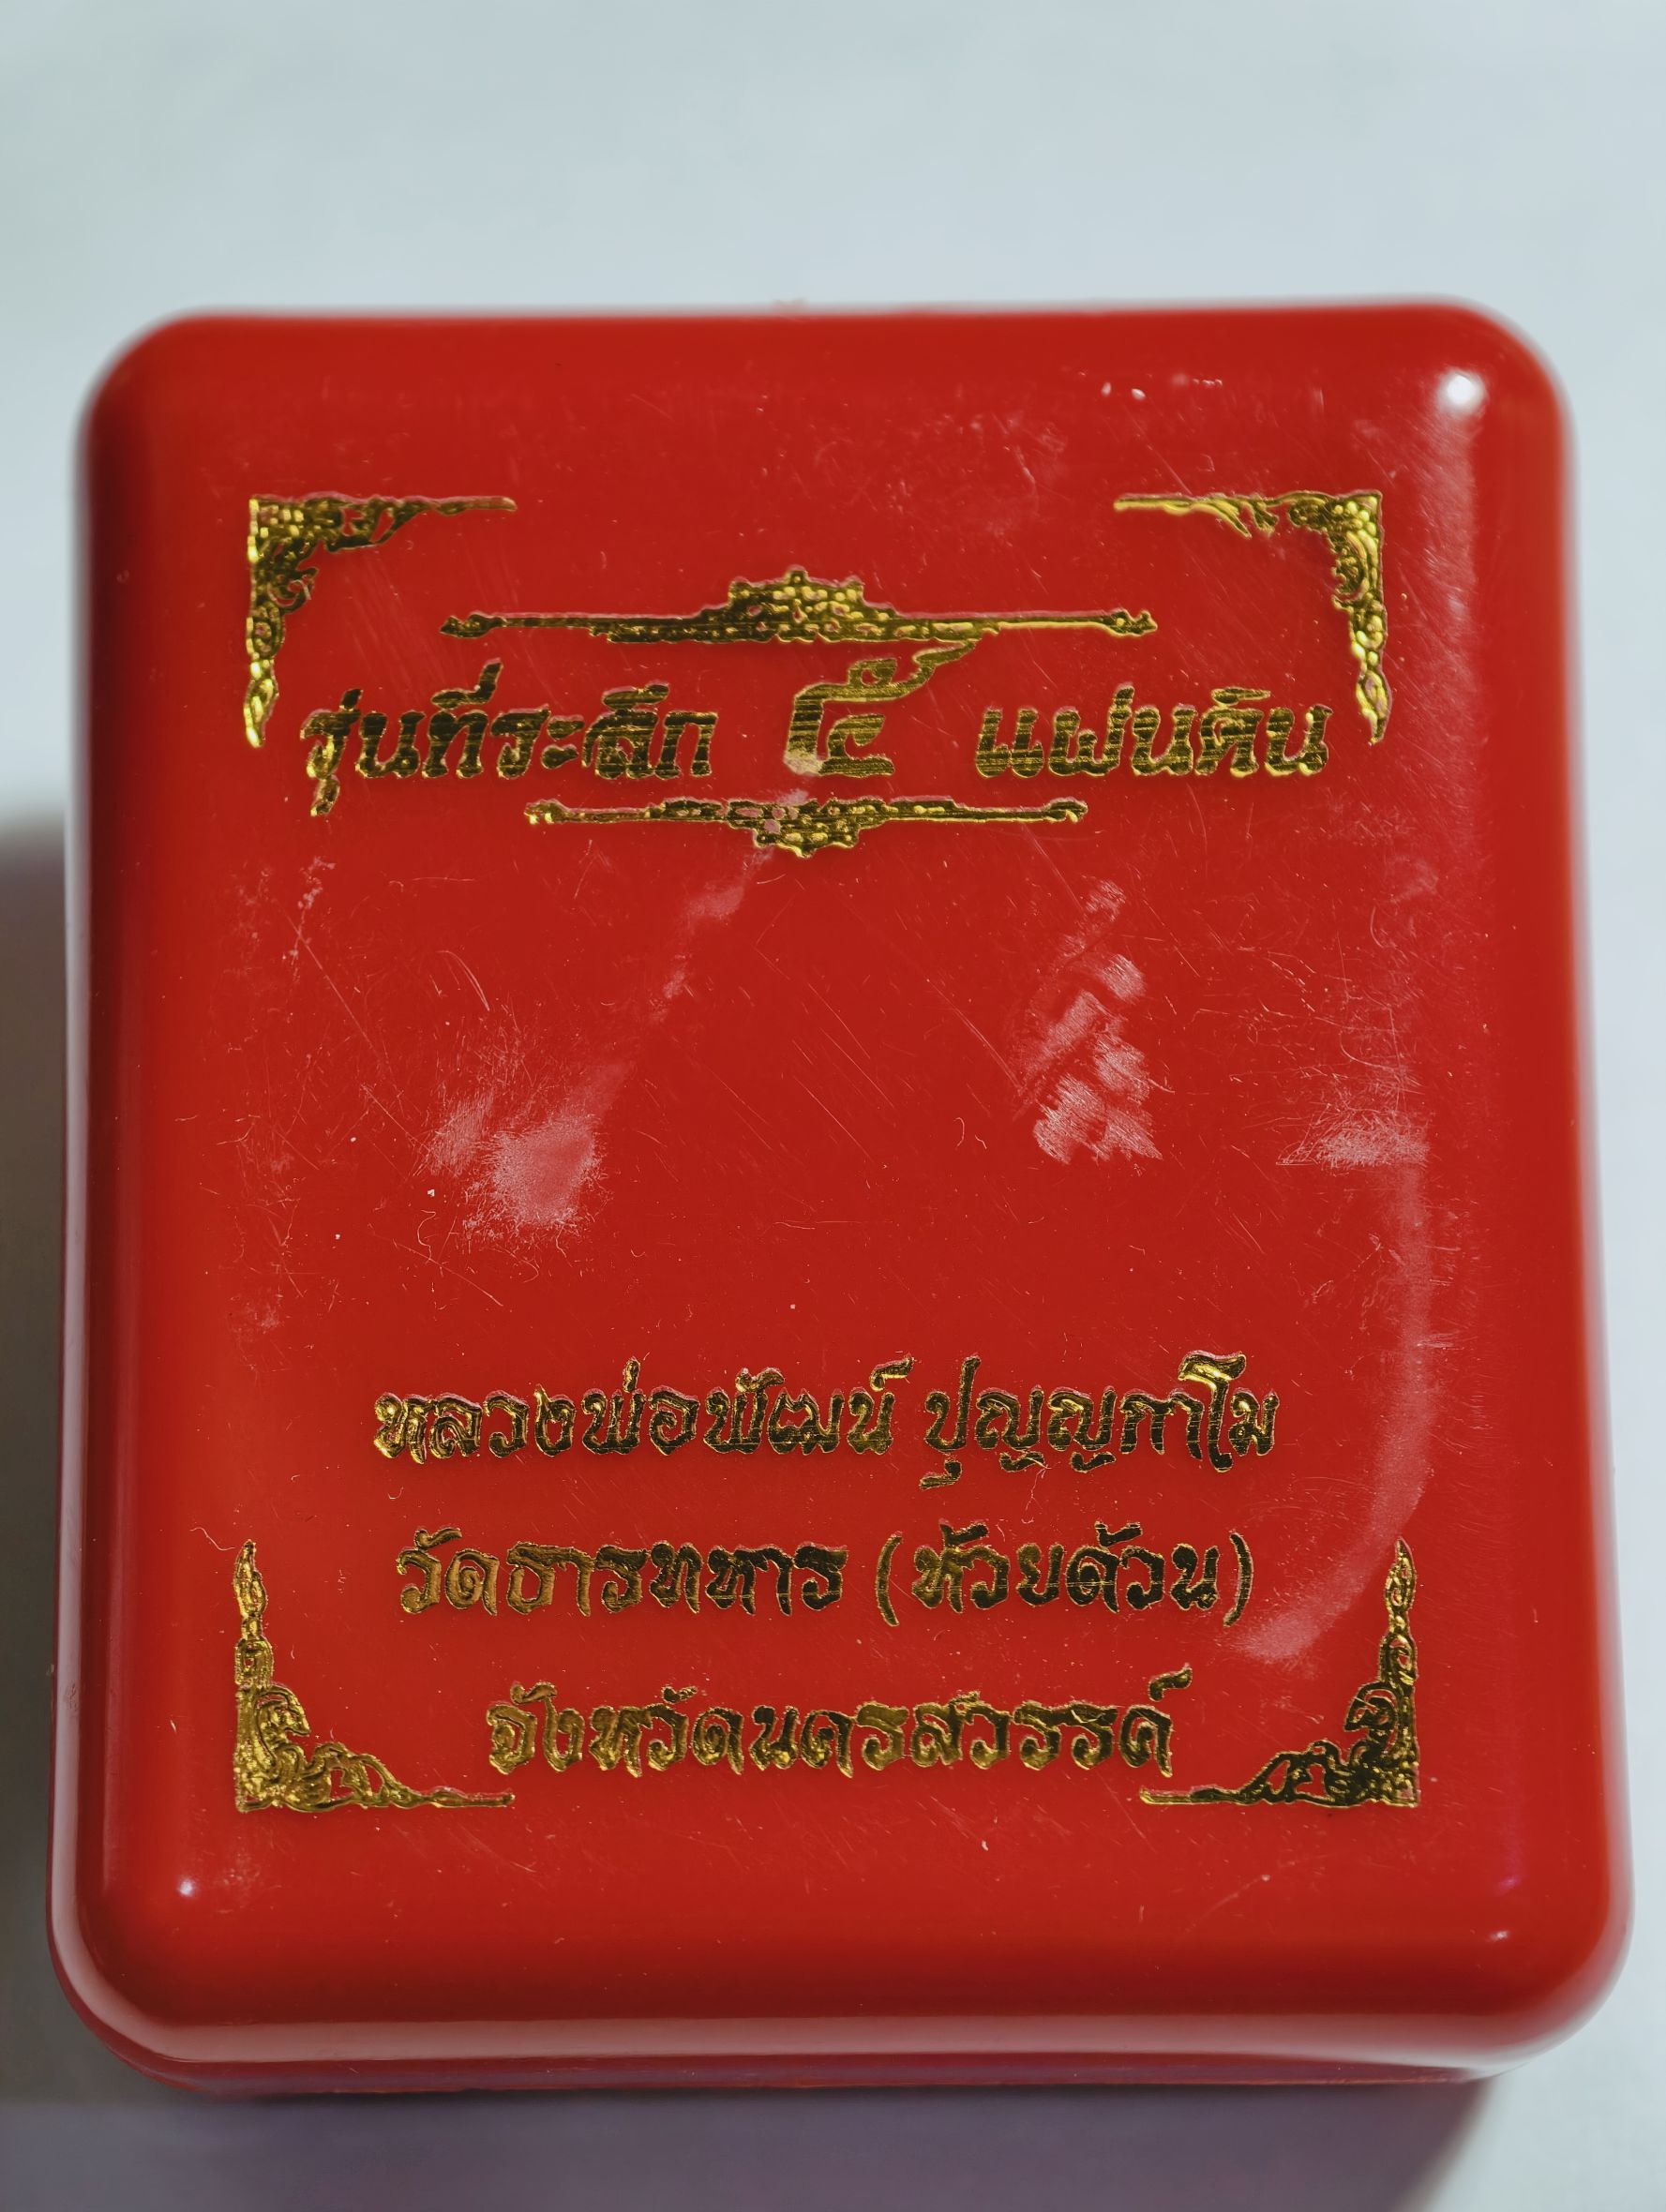 รุ่นที่ระลึก ๕ แผ่นดิน
หลวงพ่อพัฒน์ ปุญญกาโม
วัดธารทหาร (ห้วยด้วน)
จังหวัดนครสวรรค์